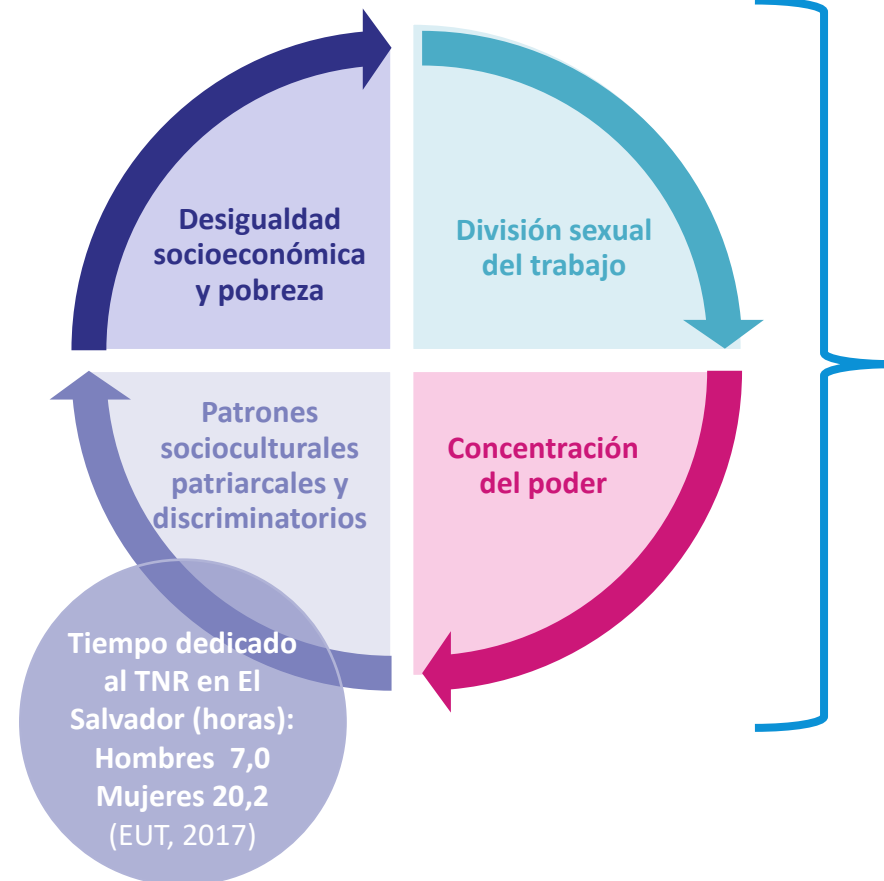 Desigualdad
socioeconómica
y pobreza
División sexual
del trabajo
Patrones
socioculturales
patriarcales y
discriminatorios
Concentración
del poder
Tiempo dedicado
al TNR en El
Salvador (horas):
Hombres 7,0
Mujeres 20,2
(EUT, 2017)